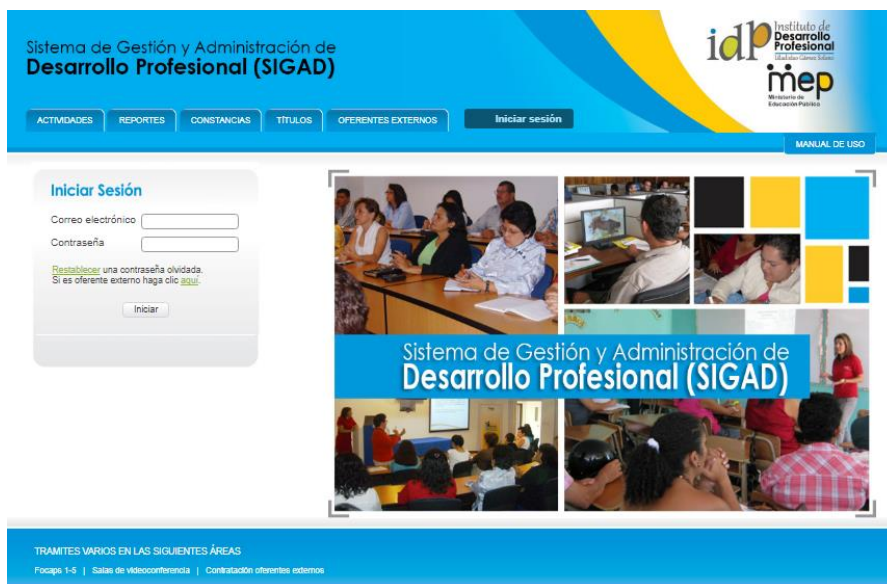 Sistema de Gestión y Administración de
Desarrollo Profesional (SIGAD)
idp Instituto de
Desarrollo
Profesional
Uladislao Gámez Solano
mep
Ministerio de
Educación Pública
ACTIVIDADES REPORTES CONSTANCIAS TÍTULOS OFERENTES EXTERNOS Iniciar sesión
MANUAL DE USO
Iniciar Sesión
Correo electrónico
Contraseña
Restablecer una contraseña olvidada.
Si es oferente externo haga clic aquí.
Iniciar
Sistema de Gestión y Administración de
Desarrollo Profesional (SIGAD)
TRAMITES VARIOS EN LAS SIGUIENTES ÁREAS
Focaps 1-5 | Salas de videoconferencia | Contratación oferentes externos